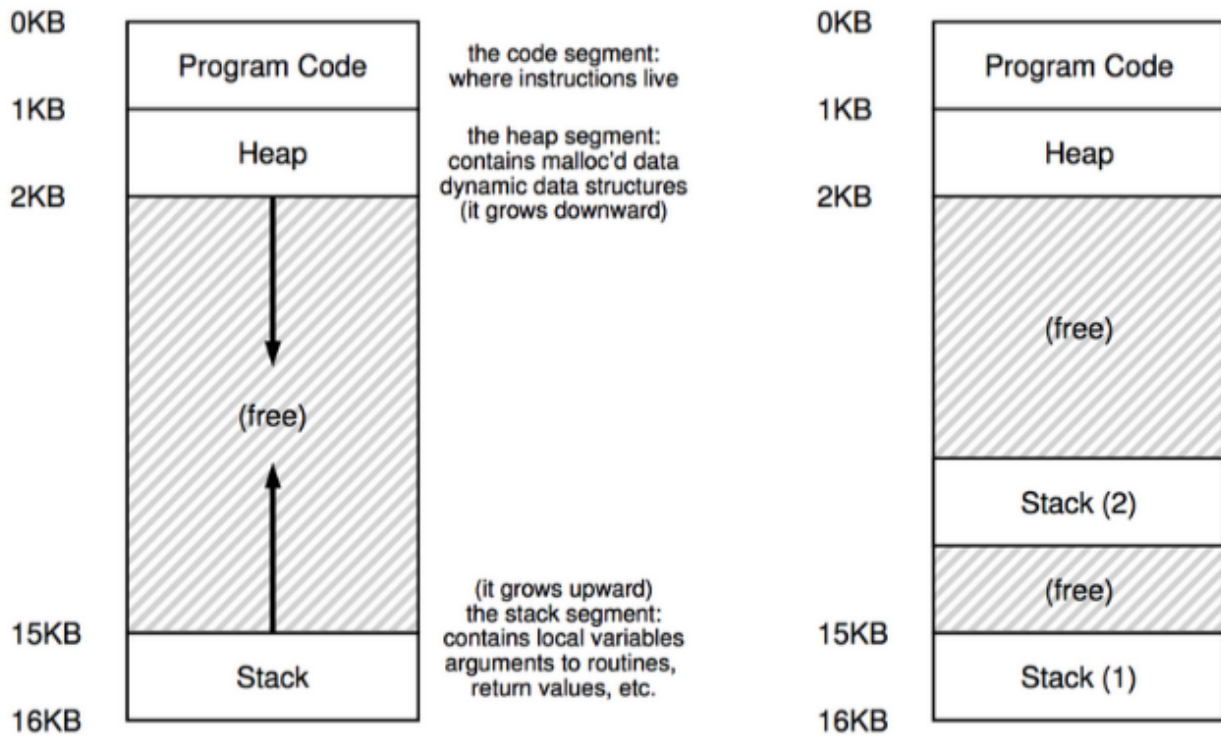 0KB
Program Code
the code segment:
where instructions live
1KB
Heap
the heap segment:
contains malloc'd data
dynamic data structures
(it grows downward)
2KB
(free)
(it grows upward)
the stack segment:
contains local variables
arguments to routines,
return values, etc.
15KB
Stack
16KB
0KB
Program Code
1KB
Heap
2KB
(free)
Stack (2)
(free)
15KB
Stack (1)
16KB